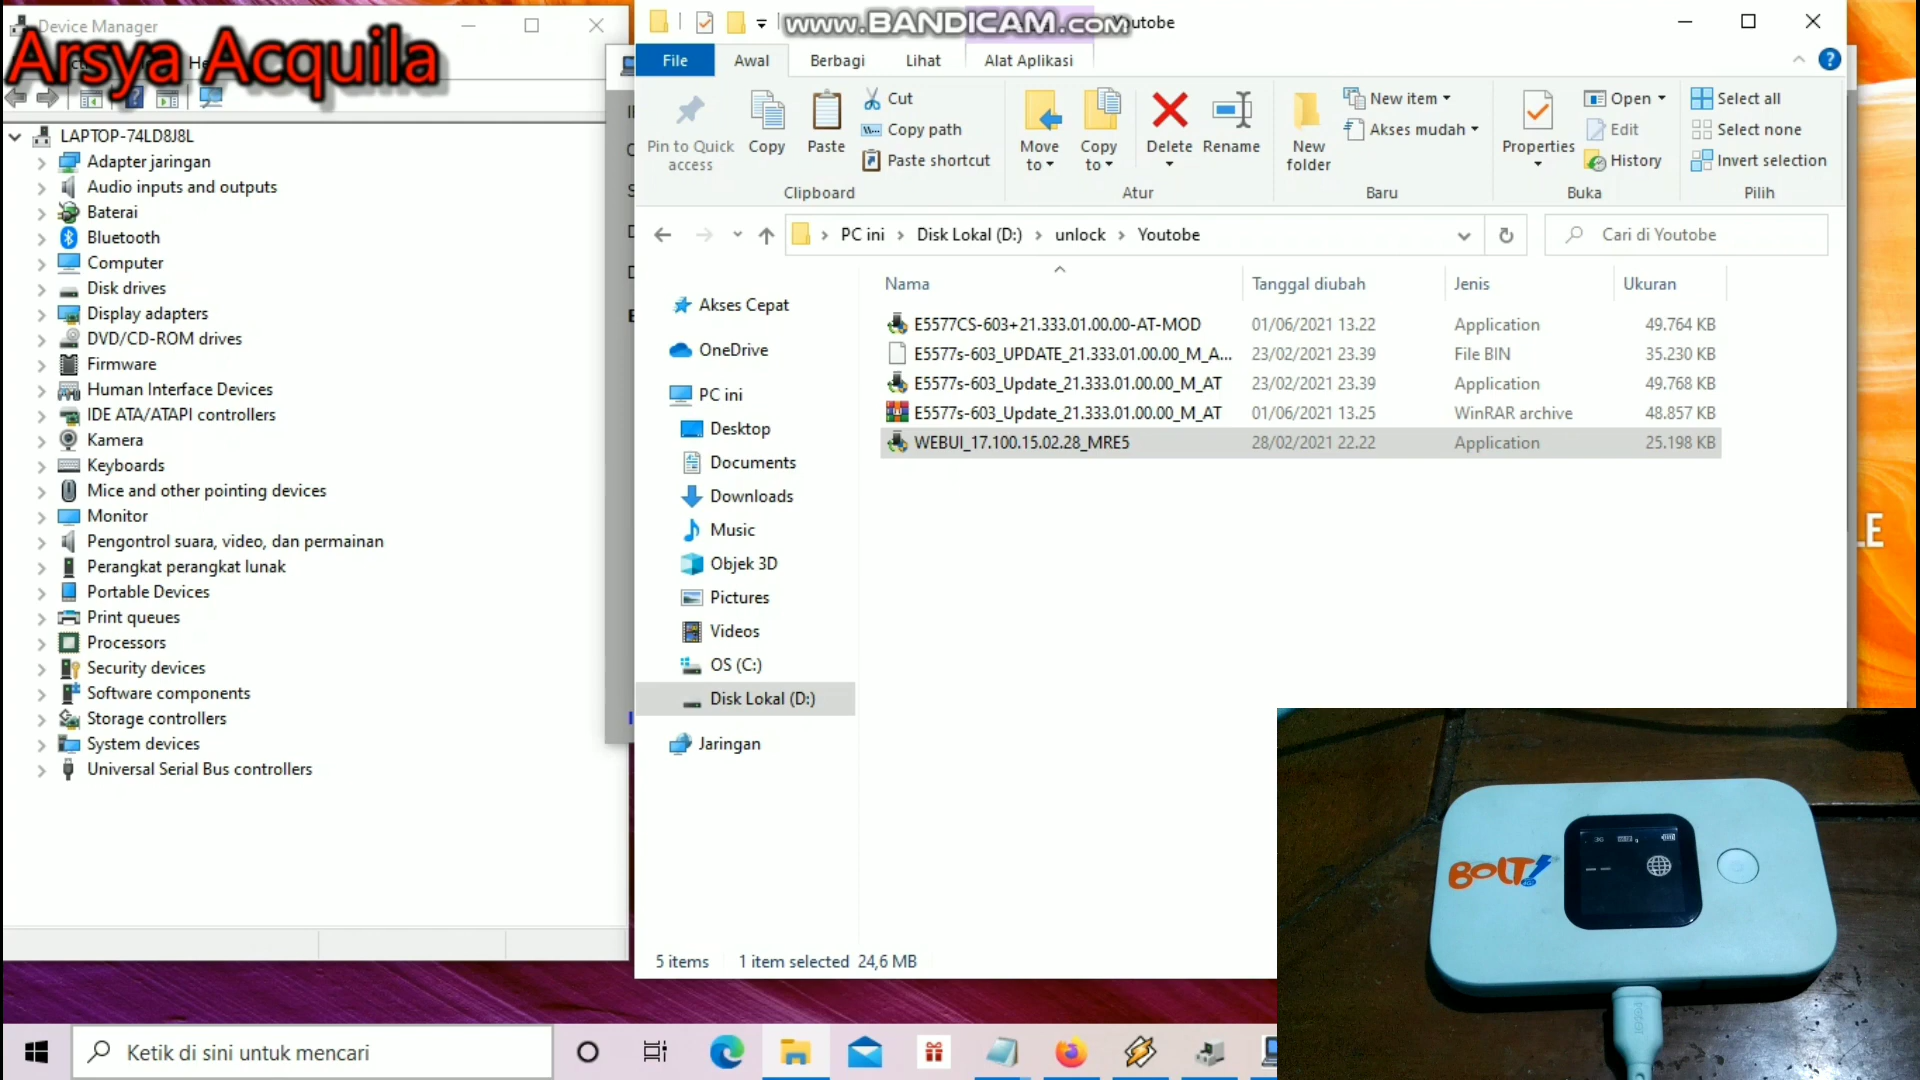 Device Manager
Arsya Acquila
LAPTOP-74LD8J8L
Adapter jaringan
Audio inputs and outputs
Baterai
Bluetooth
Computer
Disk drives
Display adapters
DVD/CD-ROM drives
Firmware
Human Interface Devices
IDE ATA/ATAPI controllers
Kamera
Keyboards
Mice and other pointing devices
Monitor
Pengontrol suara, video, dan permainan
Perangkat perangkat lunak
Portable Devices
Print queues
Processors
Security devices
Software components
Storage controllers
System devices
Universal Serial Bus controllers
www.BANDICAM.com
Youtobe
File Awal Berbagi Lihat Alat Aplikasi
Pin to Quick access
Copy
Paste
Cut
Copy path
Paste shortcut
Clipboard
Move to
Copy to
Delete
Rename
Atur
New folder
New item
Akses mudah
Baru
Properties
Open
Edit
History
Buka
Select all
Select none
Invert selection
Pilih
PC ini > Disk Lokal (D:) > unlock > Youtobe
Cari di Youtobe
Akses Cepat
OneDrive
PC ini
Desktop
Documents
Downloads
Music
Objek 3D
Pictures
Videos
OS (C:)
Disk Lokal (D:)
Jaringan
Nama Tanggal diubah Jenis Ukuran
E5577CS-603+21.333.01.00.00-AT-MOD 01/06/2021 13.22 Application 49.764 KB
E5577s-603_UPDATE_21.333.01.00.00_M_A... 23/02/2021 23.39 File BIN 35.230 KB
E5577s-603_Update_21.333.01.00.00_M_AT 23/02/2021 23.39 Application 49.768 KB
E5577s-603_Update_21.333.01.00.00_M_AT 01/06/2021 13.25 WinRAR archive 48.857 KB
WEBUI_17.100.15.02.28_MRE5 28/02/2021 22.22 Application 25.198 KB
5 items 1 item selected 24,6 MB
BOLT!
3G
Ketik di sini untuk mencari